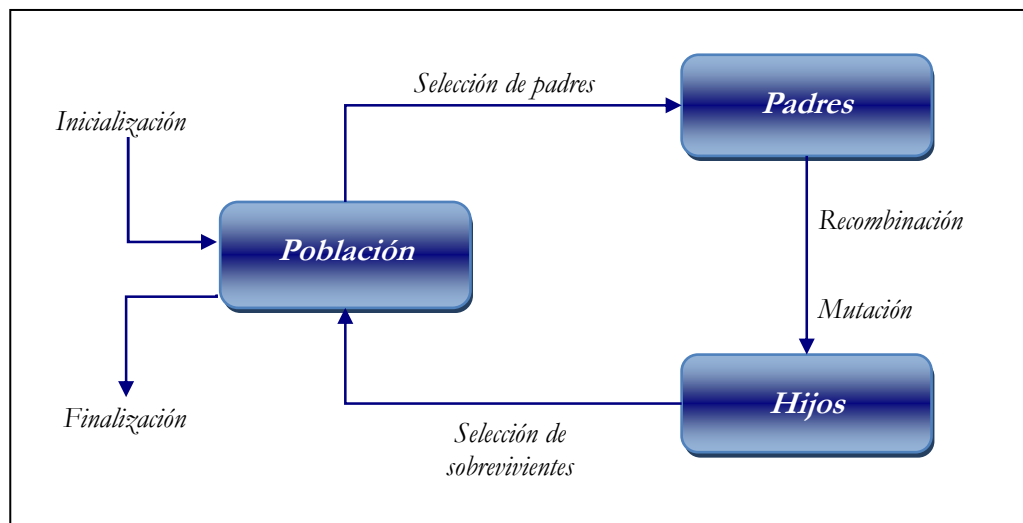 Selección de padres
Padres
Inicialización
Recombinación
Población
Mutación
Hijos
Finalización
Selección de
sobrevivientes